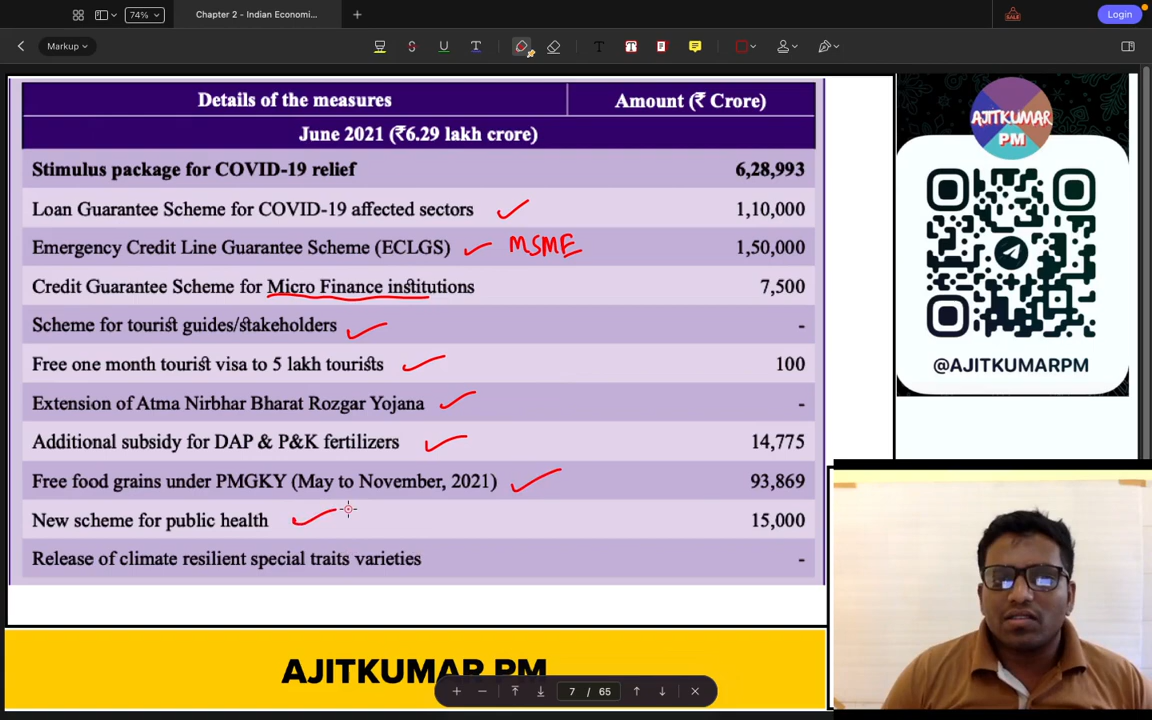 74%
Chapter 2 - Indian Economi...
SALE
Login
Markup
Details of the measures Amount (₹ Crore)
June 2021 (₹6.29 lakh crore)
Stimulus package for COVID-19 relief 6,28,993
Loan Guarantee Scheme for COVID-19 affected sectors 1,10,000
Emergency Credit Line Guarantee Scheme (ECLGS) MSME 1,50,000
Credit Guarantee Scheme for Micro Finance institutions 7,500
Scheme for tourist guides/stakeholders -
Free one month tourist visa to 5 lakh tourists 100
Extension of Atma Nirbhar Bharat Rozgar Yojana -
Additional subsidy for DAP & P&K fertilizers 14,775
Free food grains under PMGKY (May to November, 2021) 93,869
New scheme for public health 15,000
Release of climate resilient special traits varieties -
AJITKUMAR
PM
@AJITKUMARPM
AJITKUMAR PM
7 / 65